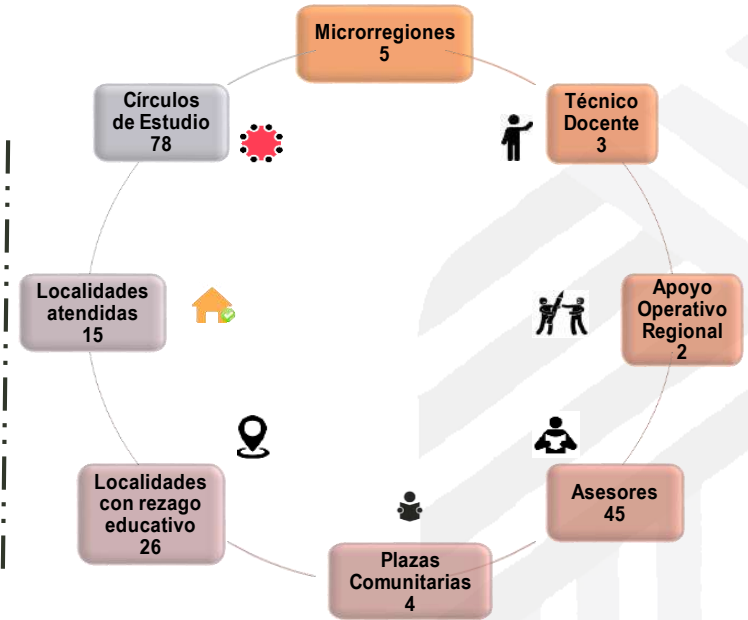 Microrregiones
5
Técnico
Docente
3
Apoyo
Operativo
Regional
2
Asesores
45
Plazas
Comunitarias
4
Localidades
con rezago
educativo
26
Localidades
atendidas
15
Círculos
de Estudio
78